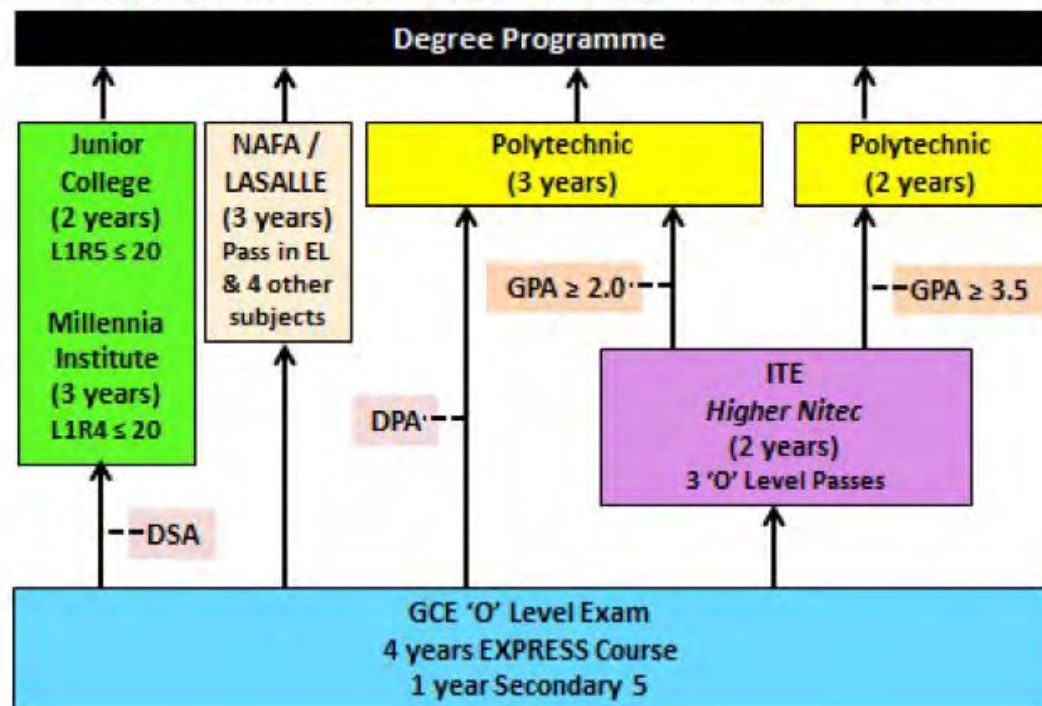 Degree Programme
Junior
College
(2 years)
L1R5 ≤ 20
Millennia
Institute
(3 years)
L1R4 ≤ 20
NAFA /
LASALLE
(3 years)
Pass in EL
& 4 other
subjects
Polytechnic
(3 years)
Polytechnic
(2 years)
GPA ≥ 2.0
GPA ≥ 3.5
ITE
Higher Nitec
(2 years)
3 ‘O’ Level Passes
DPA
DSA
GCE ‘O’ Level Exam
4 years EXPRESS Course
1 year Secondary 5